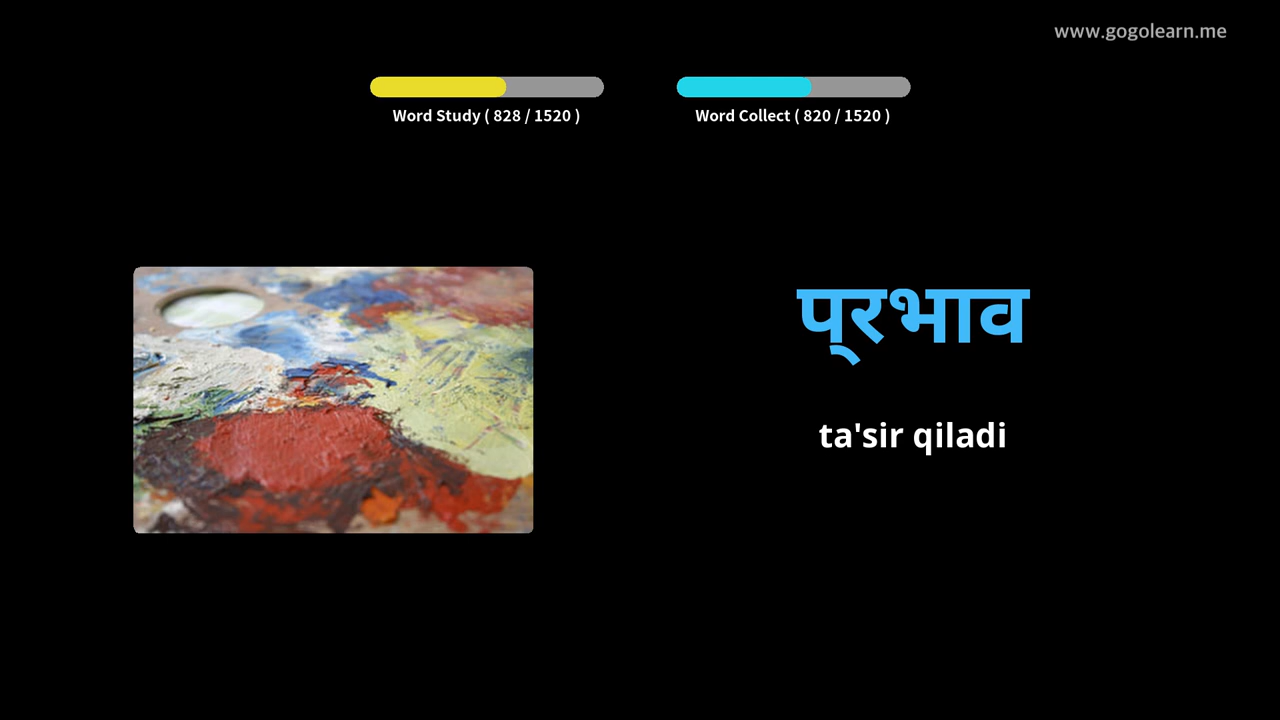 www.gogolearn.me
Word Study ( 828 / 1520 )
Word Collect ( 820 / 1520 )
प्रभाव
ta'sir qiladi